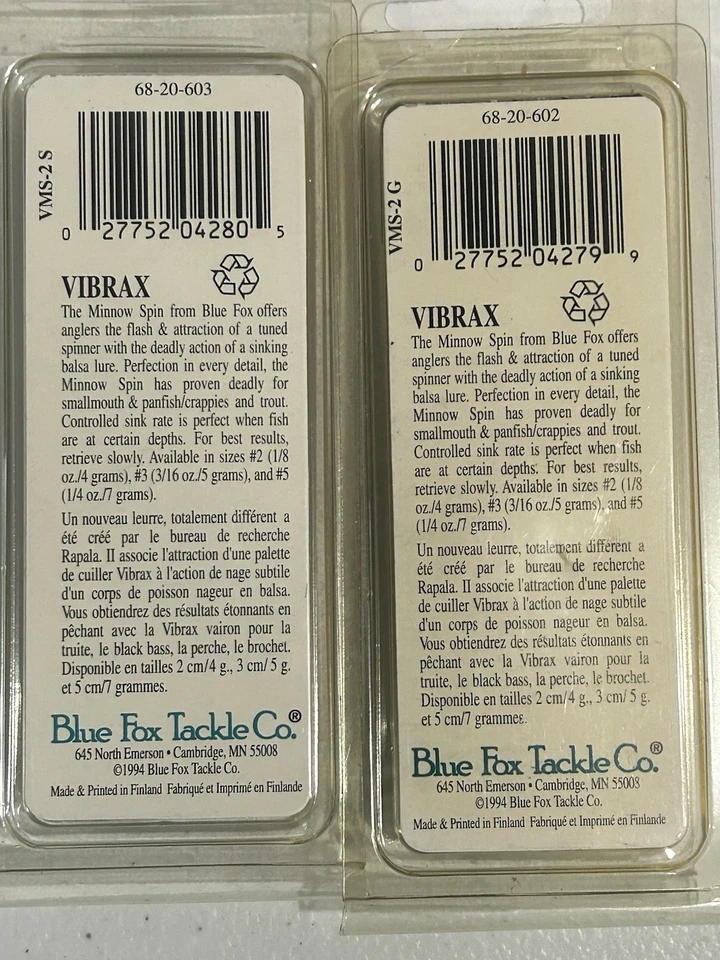 68-20-603
VMS-2 S
0 27752 04280 5
VIBRAX
The Minnow Spin from Blue Fox offers
anglers the flash & attraction of a tuned
spinner with the deadly action of a sinking
balsa lure. Perfection in every detail, the
Minnow Spin has proven deadly for
smallmouth & panfish/crappies and trout.
Controlled sink rate is perfect when fish
are at certain depths. For best results,
retrieve slowly. Available in sizes #2 (1/8
oz./4 grams), #3 (3/16 oz./5 grams), and #5
(1/4 oz./7 grams).
Un nouveau leurre, totalement différent a
été créé par le bureau de recherche
Rapala. II associe l'attraction d'une palette
de cuiller Vibrax à l'action de nage subtile
d'un corps de poisson nageur en balsa.
Vous obtiendrez des résultats étonnants en
pêchant avec la Vibrax vairon pour la
truite, le black bass, la perche, le brochet.
Disponible en tailles 2 cm/4 g., 3 cm/ 5 g.
et 5 cm/7 grammes.
Blue Fox Tackle Co.®
645 North Emerson • Cambridge, MN 55008
©1994 Blue Fox Tackle Co.
Made & Printed in Finland Fabriqué et Imprimé en Finlande
68-20-602
VMS-2 G
0 27752 04279 9
VIBRAX
The Minnow Spin from Blue Fox offers
anglers the flash & attraction of a tuned
spinner with the deadly action of a sinking
balsa lure. Perfection in every detail, the
Minnow Spin has proven deadly for
smallmouth & panfish/crappies and trout.
Controlled sink rate is perfect when fish
are at certain depths. For best results,
retrieve slowly. Available in sizes #2 (1/8
oz./4 grams), #3 (3/16 oz./5 grams), and #5
(1/4 oz./7 grams).
Un nouveau leurre, totalement différent a
été créé par le bureau de recherche
Rapala. II associe l'attraction d'une palette
de cuiller Vibrax à l'action de nage subtile
d'un corps de poisson nageur en balsa.
Vous obtiendrez des résultats étonnants en
pêchant avec la Vibrax vairon pour la
truite, le black bass, la perche, le brochet.
Disponible en tailles 2 cm/4 g., 3 cm/ 5 g.
et 5 cm/7 grammes.
Blue Fox Tackle Co.®
645 North Emerson • Cambridge, MN 55008
©1994 Blue Fox Tackle Co.
Made & Printed in Finland Fabriqué et Imprimé en Finlande